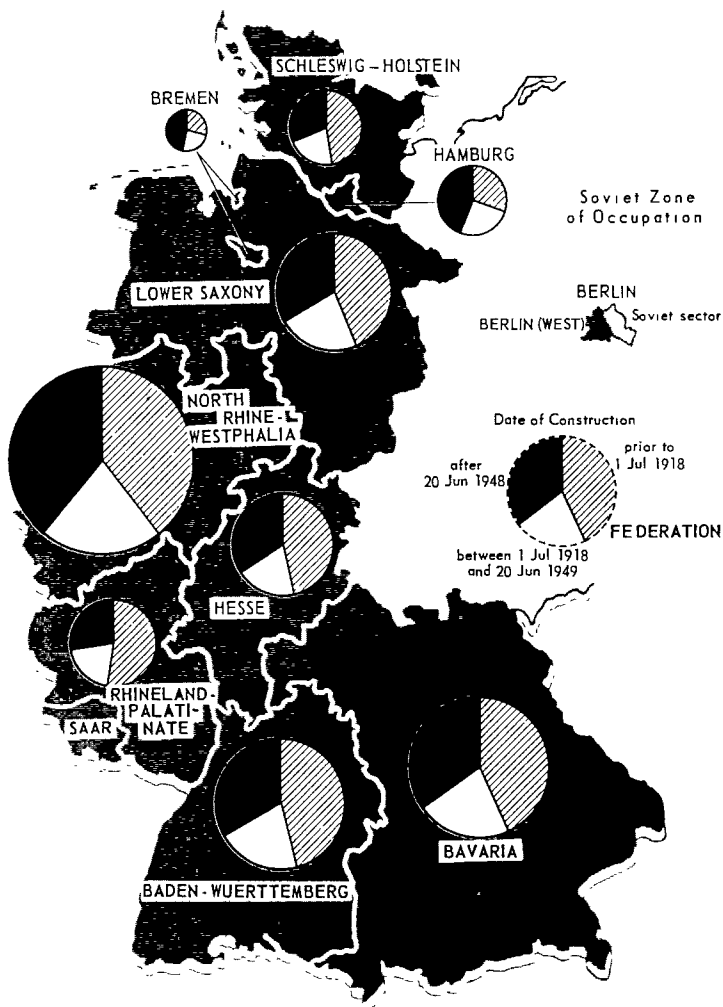 SCHLESWIG – HOLSTEIN
BREMEN
HAMBURG
Soviet Zone
of Occupation
LOWER SAXONY
BERLIN
BERLIN (WEST)
Soviet sector
NORTH
RHINE-
WESTPHALIA
Date of Construction
prior to
1 Jul 1918
after
20 Jun 1948
FEDERATION
between 1 Jul 1918
and 20 Jun 1949
HESSE
RHINELAND-
PALATI-
NATE
SAAR
BAVARIA
BADEN-WUERTTEMBERG